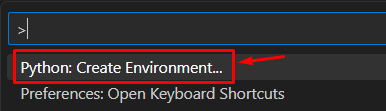 >
Python: Create Environment...
Preferences: Open Keyboard Shortcuts